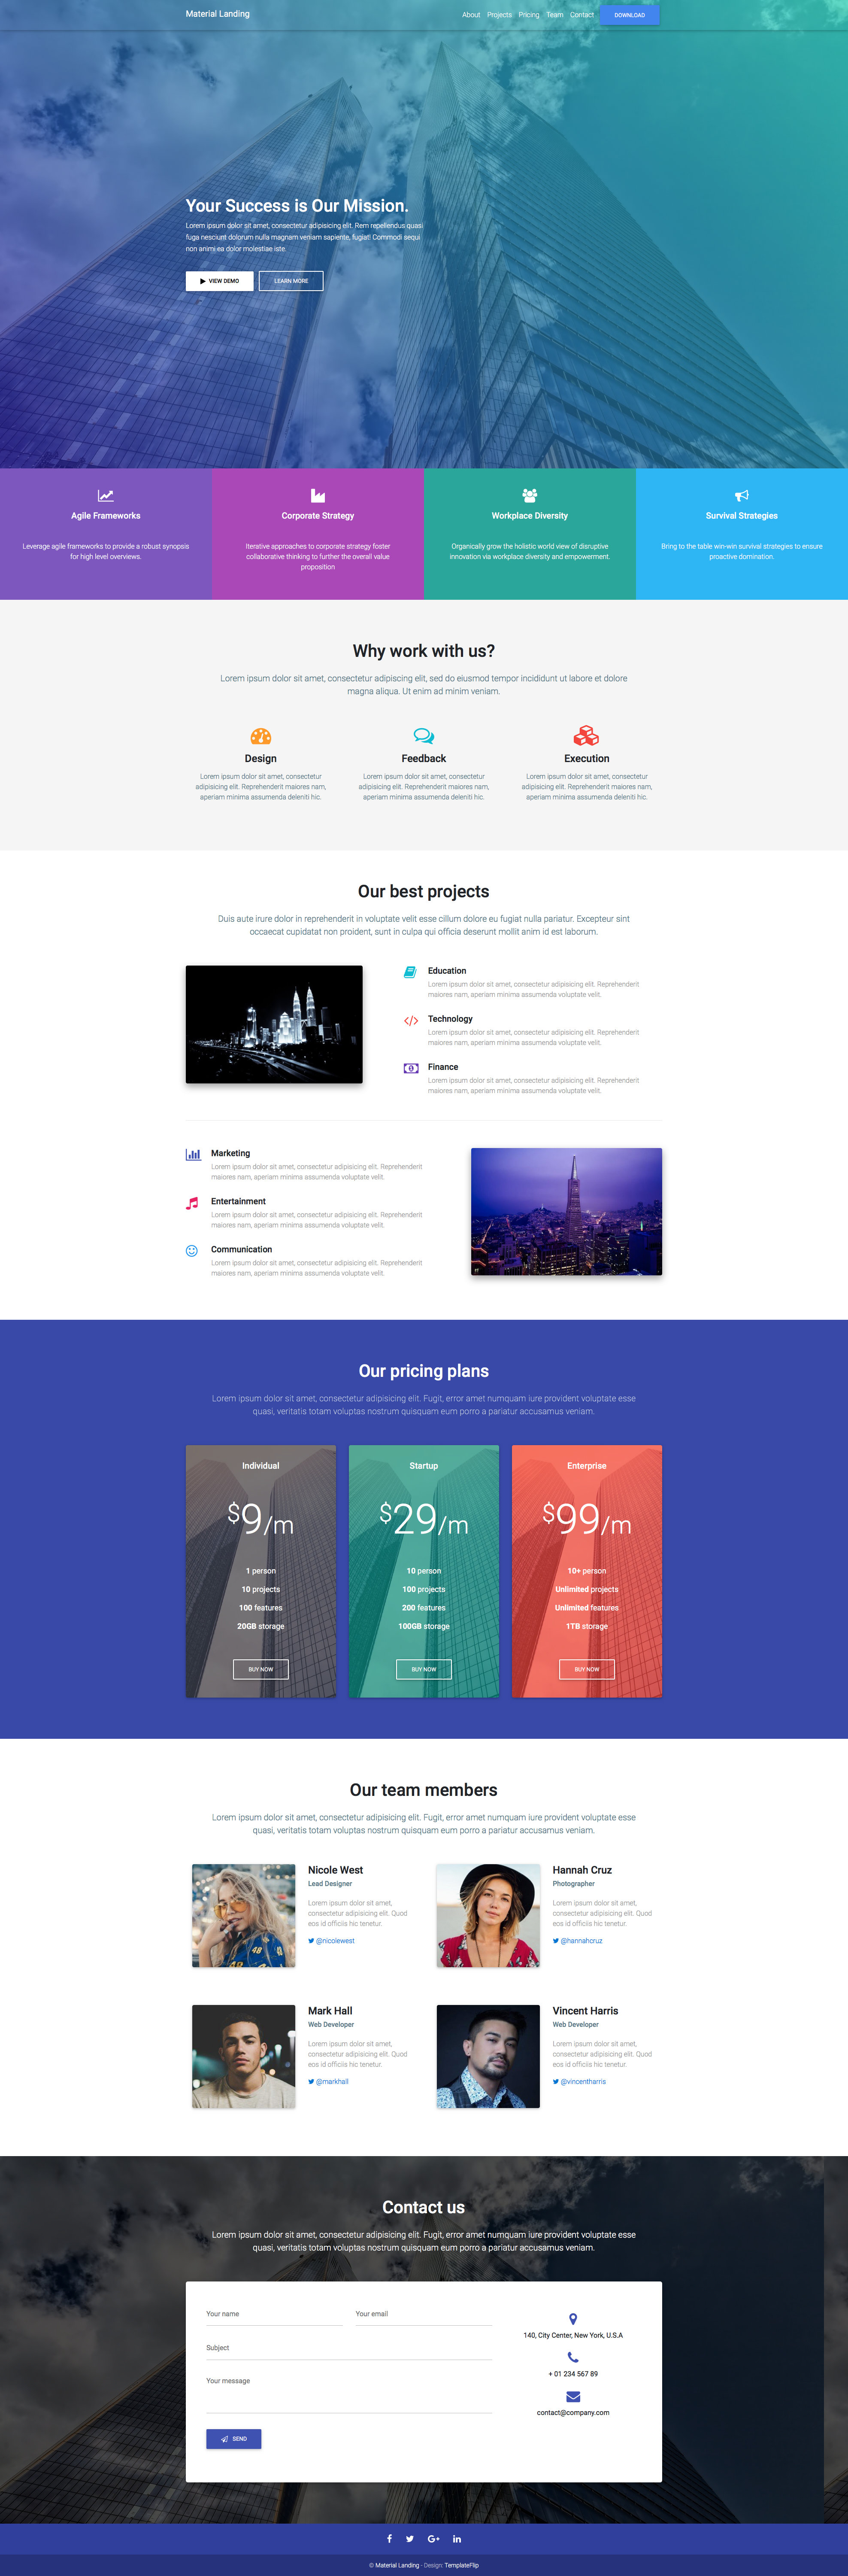 Material Landing
About Projects Pricing Team Contact DOWNLOAD
Your Success is Our Mission.
Lorem ipsum dolor sit amet, consectetur adipisicing elit. Rem repellendus quasi
fuga nesciunt dolorum nulla magnam veniam sapiente, fugiat! Commodi sequi
non animi ea dolor molestiae iste.
VIEW DEMO LEARN MORE
Agile Frameworks
Leverage agile frameworks to provide a robust synopsis
for high level overviews.
Corporate Strategy
Iterative approaches to corporate strategy foster
collaborative thinking to further the overall value
proposition
Workplace Diversity
Organically grow the holistic world view of disruptive
innovation via workplace diversity and empowerment.
Survival Strategies
Bring to the table win-win survival strategies to ensure
proactive domination.
Why work with us?
Lorem ipsum dolor sit amet, consectetur adipiscing elit, sed do eiusmod tempor incididunt ut labore et dolore
magna aliqua. Ut enim ad minim veniam.
Design
Lorem ipsum dolor sit amet, consectetur
adipisicing elit. Reprehenderit maiores nam,
aperiam minima assumenda deleniti hic.
Feedback
Lorem ipsum dolor sit amet, consectetur
adipisicing elit. Reprehenderit maiores nam,
aperiam minima assumenda deleniti hic.
Execution
Lorem ipsum dolor sit amet, consectetur
adipisicing elit. Reprehenderit maiores nam,
aperiam minima assumenda deleniti hic.
Our best projects
Duis aute irure dolor in reprehenderit in voluptate velit esse cillum dolore eu fugiat nulla pariatur. Excepteur sint
occaecat cupidatat non proident, sunt in culpa qui officia deserunt mollit anim id est laborum.
Education
Lorem ipsum dolor sit amet, consectetur adipisicing elit. Reprehenderit
maiores nam, aperiam minima assumenda voluptate velit.
Technology
Lorem ipsum dolor sit amet, consectetur adipisicing elit. Reprehenderit
maiores nam, aperiam minima assumenda voluptate velit.
Finance
Lorem ipsum dolor sit amet, consectetur adipisicing elit. Reprehenderit
maiores nam, aperiam minima assumenda voluptate velit.
Marketing
Lorem ipsum dolor sit amet, consectetur adipisicing elit. Reprehenderit
maiores nam, aperiam minima assumenda voluptate velit.
Entertainment
Lorem ipsum dolor sit amet, consectetur adipisicing elit. Reprehenderit
maiores nam, aperiam minima assumenda voluptate velit.
Communication
Lorem ipsum dolor sit amet, consectetur adipisicing elit. Reprehenderit
maiores nam, aperiam minima assumenda voluptate velit.
Our pricing plans
Lorem ipsum dolor sit amet, consectetur adipisicing elit. Fugit, error amet numquam iure provident voluptate esse
quasi, veritatis totam voluptas nostrum quisquam eum porro a pariatur accusamus veniam.
Individual
$9/m
1 person
10 projects
100 features
20GB storage
BUY NOW
Startup
$29/m
10 person
100 projects
200 features
100GB storage
BUY NOW
Enterprise
$99/m
10+ person
Unlimited projects
Unlimited features
1TB storage
BUY NOW
Our team members
Lorem ipsum dolor sit amet, consectetur adipisicing elit. Fugit, error amet numquam iure provident voluptate esse
quasi, veritatis totam voluptas nostrum quisquam eum porro a pariatur accusamus veniam.
Nicole West
Lead Designer
Lorem ipsum dolor sit amet,
consectetur adipisicing elit. Quod
eos id officiis hic tenetur.
@nicolewest
Hannah Cruz
Photographer
Lorem ipsum dolor sit amet,
consectetur adipisicing elit. Quod
eos id officiis hic tenetur.
@hannahcruz
Mark Hall
Web Developer
Lorem ipsum dolor sit amet,
consectetur adipisicing elit. Quod
eos id officiis hic tenetur.
@markhall
Vincent Harris
Web Developer
Lorem ipsum dolor sit amet,
consectetur adipisicing elit. Quod
eos id officiis hic tenetur.
@vincentharris
Contact us
Lorem ipsum dolor sit amet, consectetur adipisicing elit. Fugit, error amet numquam iure provident voluptate esse
quasi, veritatis totam voluptas nostrum quisquam eum porro a pariatur accusamus veniam.
Your name
Your email
Subject
Your message
SEND
140, City Center, New York, U.S.A
+ 01 234 567 89
contact@company.com
© Material Landing - Design: TemplateFlip